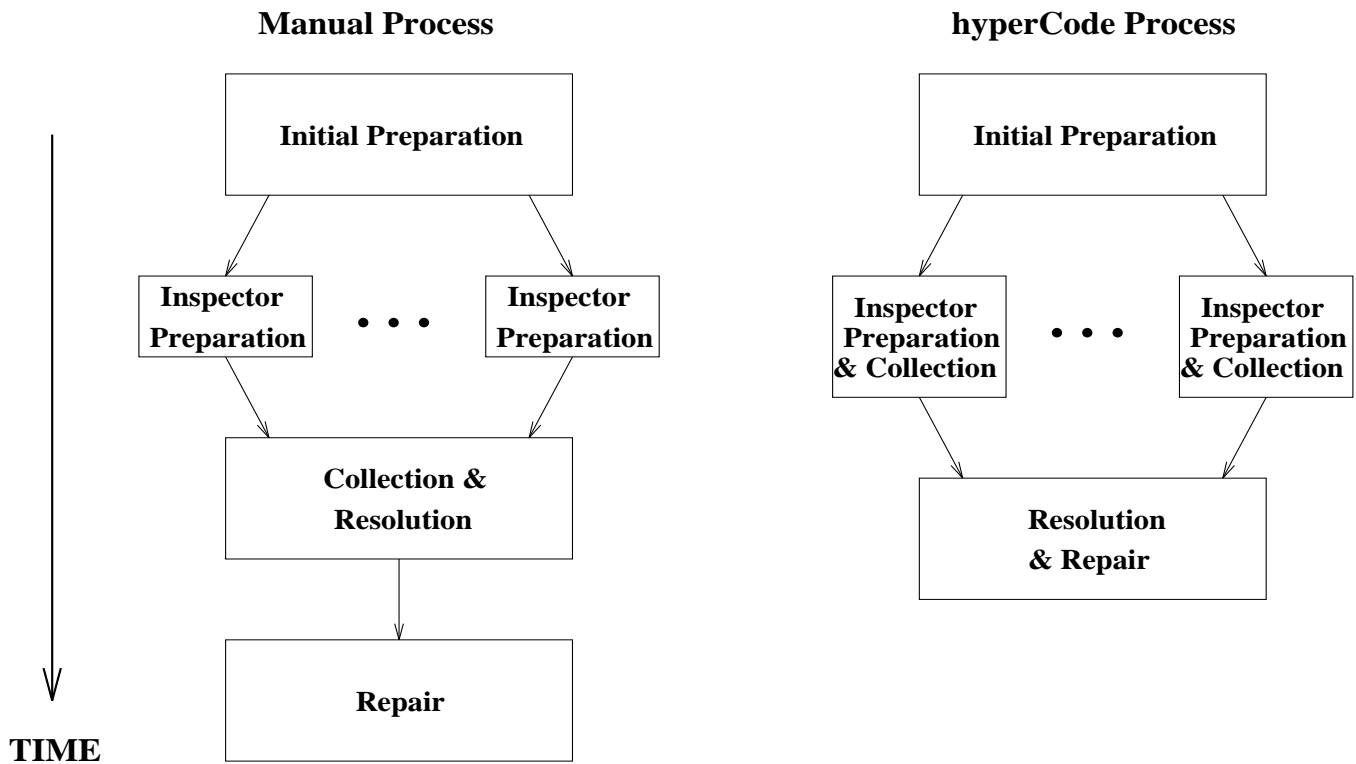 Manual Process
Initial Preparation
Inspector
Preparation
Inspector
Preparation
Collection &
Resolution
Repair
TIME
hyperCode Process
Initial Preparation
Inspector
Preparation
& Collection
Inspector
Preparation
& Collection
Resolution
& Repair